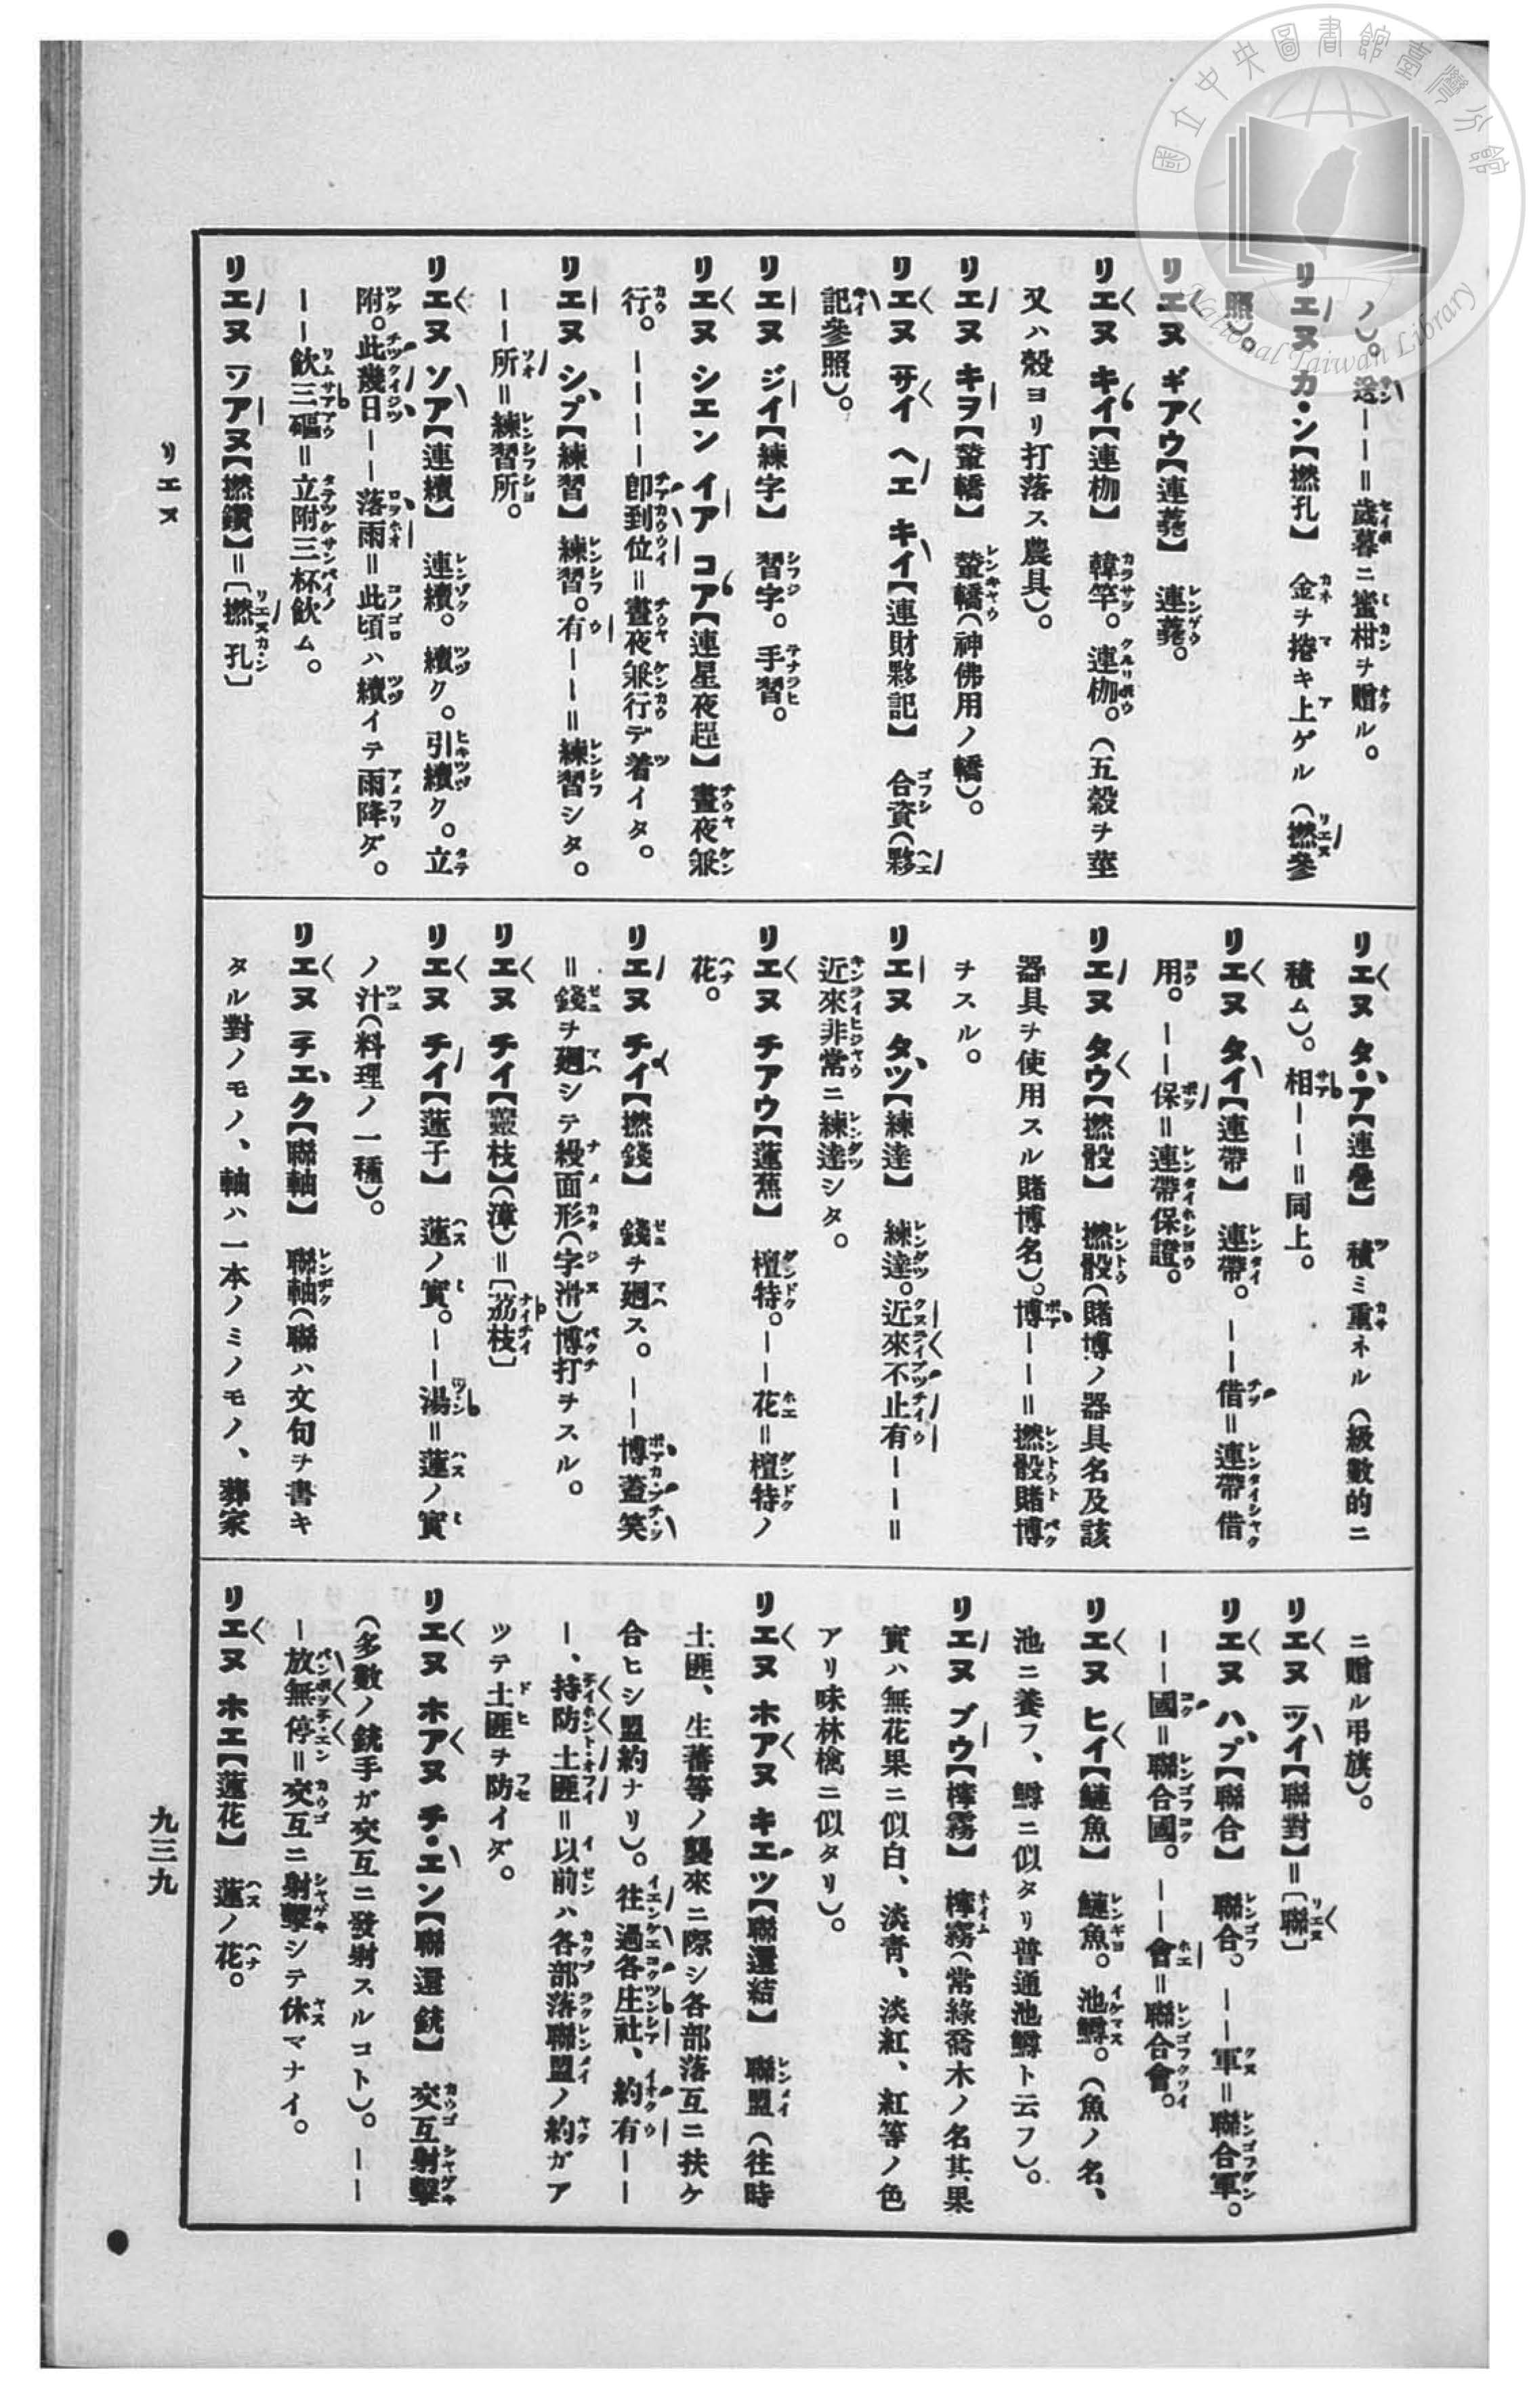 ノ）。送ーー＝歲暮ニ蜜柑ヲ贈ル。
リエヌ カ・ン【撚孔】 金ヲ捲キ上ゲル（撚參
照）。
リエヌ ギアウ【連蕘】 連蕘。
リエヌ キイ【連枷】 韓竿。連枷。（五穀ヲ莖
又ハ殼ヨリ打落ス農具）。
リエヌ キヲ【輦轎】 輦轎（神佛用ノ轎）。
リエヌ サイ ヘエ キイ【連財夥記】 合資（夥
記參照）。
リエヌ ジイ【練字】 習字。手習。
リエヌ シエン イア コア【連星夜趕】 晝夜兼
行。ーーーー卽到位＝晝夜兼行デ着イタ。
リエヌ シプ【練習】 練習。有ーー＝練習シタ。
ーー所＝練習所。
リエヌ ソア【連續】 連續。續ク。引續ク。立
附。此幾日ーー落雨＝此頃ハ續イテ雨降ダ。
ーー飮三碅＝立附三杯飮ム。
リエヌ ツアヌ【撚鑽】＝〔撚孔〕
リエヌ タ・ア【連疊】 積ミ重ネル（級數的ニ
積ム）。相ーー＝同上。
リエヌ タイ【連帶】 連帶。ーー借＝連帶借
用。ーー保＝連帶保證。
リエヌ タウ【撚骰】 撚骰（賭博ノ器具名及該
器具ヲ使用スル賭博名）。博ーー＝撚骰賭博
ヲスル。
リエヌ タツ【練達】 練達。近來不止有ーー＝
近來非常ニ練達シタ。
リエヌ チアウ【蓮蕉】 檀特。ーー花＝檀特ノ
花。
リエヌ チイ【撚錢】 錢ヲ廻ス。ーー博蓋笑
＝錢ヲ廻シテ縵面形（字滑）博打ヲスル。
リエヌ チイ【蓮枝】（漳）＝〔茘枝〕
リエヌ チイ【蓮子】 蓮ノ實。ーー湯＝蓮ノ實
ノ汁（料理ノ一種）。
リエヌ チエ・ク【聯軸】 聯軸（聯ハ文句ヲ書キ
タル對ノモノ、軸ハ一本ノミノモノ、葬家
ニ贈ル弔旗）。
リエヌ ツイ【聯對】＝〔聯〕
リエヌ ハプ【聯合】 聯合。ーー軍＝聯合軍。
ーー國＝聯合國。ーー會＝聯合會。
リエヌ ヒイ【鰱魚】 鰱魚。池鱒。（魚ノ名、
池ニ養フ、鱒ニ似タリ普通池鱒ト云フ）。
リエヌ ブウ【檸霧】 檸霧（常綠喬木ノ名其果
實ハ無花果ニ似白、淡靑、淡紅、紅等ノ色
アリ味林檎ニ似タリ）。
リエヌ ホアヌ キエツ【聯還結】 聯盟（往時
土匪、生蕃等ノ襲來ニ際シ各部落互ニ扶ケ
合ヒシ盟約ナリ）。往過各庄社、約有ーー
ー、持防土匪＝以前ハ各部落聯盟ノ約ガア
ツテ土匪ヲ防イダ。
リエヌ ホアヌ チ・エン【聯還銃】 交互射擊
（多數ノ銃手ガ交互ニ發射スルコト）。ーー
ー放無停＝交互ニ射擊シテ休マナイ。
リエヌ ホエ【蓮花】 蓮ノ花。
リエヌ
九三九
國立中央圖書館臺灣分館
National Taiwan Library